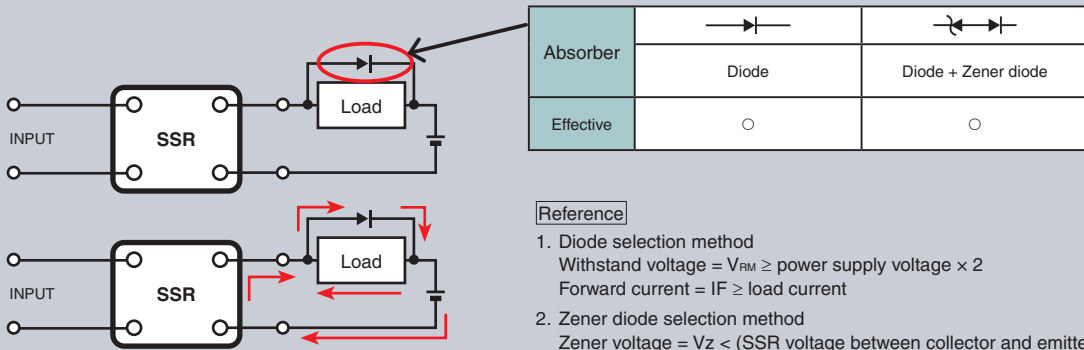 INPUT
SSR
Load
INPUT
SSR
Load
Absorber
Diode
Diode + Zener diode
Effective
○
○
Reference
1. Diode selection method
Withstand voltage = VRM ≥ power supply voltage × 2
Forward current = IF ≥ load current
2. Zener diode selection method
Zener voltage = Vz < (SSR voltage between collector and